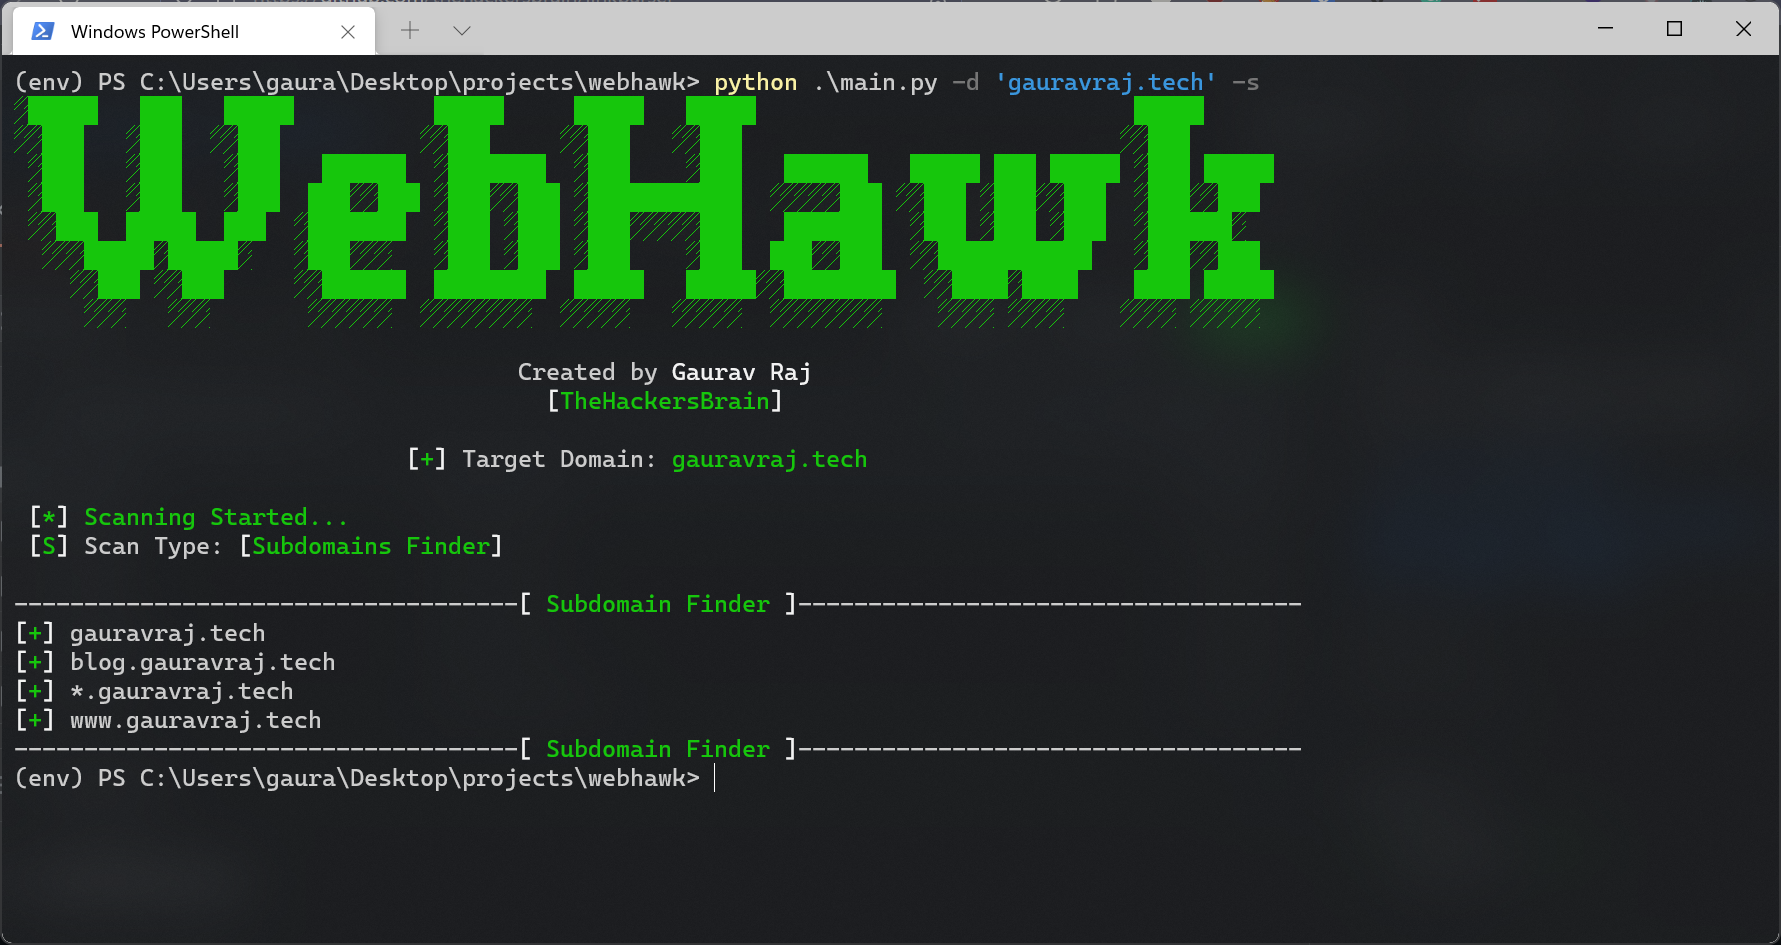 Windows PowerShell
(env) PS C:\Users\gaura\Desktop\projects\webhawk> python .\main.py -d 'gauravraj.tech' -s
WebHawk
Created by Gaurav Raj
[TheHackersBrain]
[+] Target Domain: gauravraj.tech
[*] Scanning Started...
[S] Scan Type: [Subdomains Finder]
------------------------------------[ Subdomain Finder ]------------------------------------
[+] gauravraj.tech
[+] blog.gauravraj.tech
[+] *.gauravraj.tech
[+] www.gauravraj.tech
------------------------------------[ Subdomain Finder ]------------------------------------
(env) PS C:\Users\gaura\Desktop\projects\webhawk>